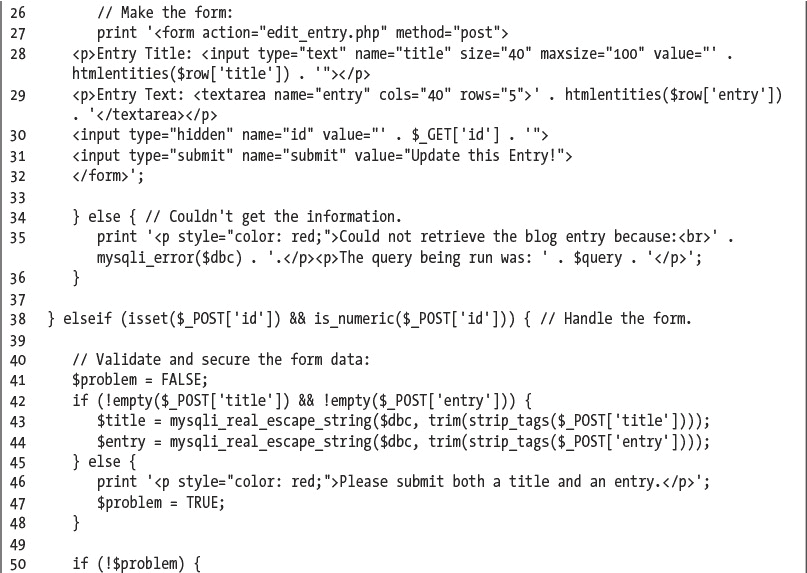 26 // Make the form:
27 print '<form action="edit_entry.php" method="post">
28 <p>Entry Title: <input type="text" name="title" size="40" maxsize="100" value="' .
htmlentities($row['title']) . '"></p>
29 <p>Entry Text: <textarea name="entry" cols="40" rows="5">' . htmlentities($row['entry'])
. '</textarea></p>
30 <input type="hidden" name="id" value="' . $_GET['id'] . '">
31 <input type="submit" name="submit" value="Update this Entry!">
32 </form>';
33
34 } else { // Couldn't get the information.
35 print '<p style="color: red;">Could not retrieve the blog entry because:<br>' .
mysqli_error($dbc) . '.</p><p>The query being run was: ' . $query . '</p>';
36 }
37
38 } elseif (isset($_POST['id']) && is_numeric($_POST['id'])) { // Handle the form.
39
40 // Validate and secure the form data:
41 $problem = FALSE;
42 if (!empty($_POST['title']) && !empty($_POST['entry'])) {
43 $title = mysqli_real_escape_string($dbc, trim(strip_tags($_POST['title'])));
44 $entry = mysqli_real_escape_string($dbc, trim(strip_tags($_POST['entry'])));
45 } else {
46 print '<p style="color: red;">Please submit both a title and an entry.</p>';
47 $problem = TRUE;
48 }
49
50 if (!$problem) {